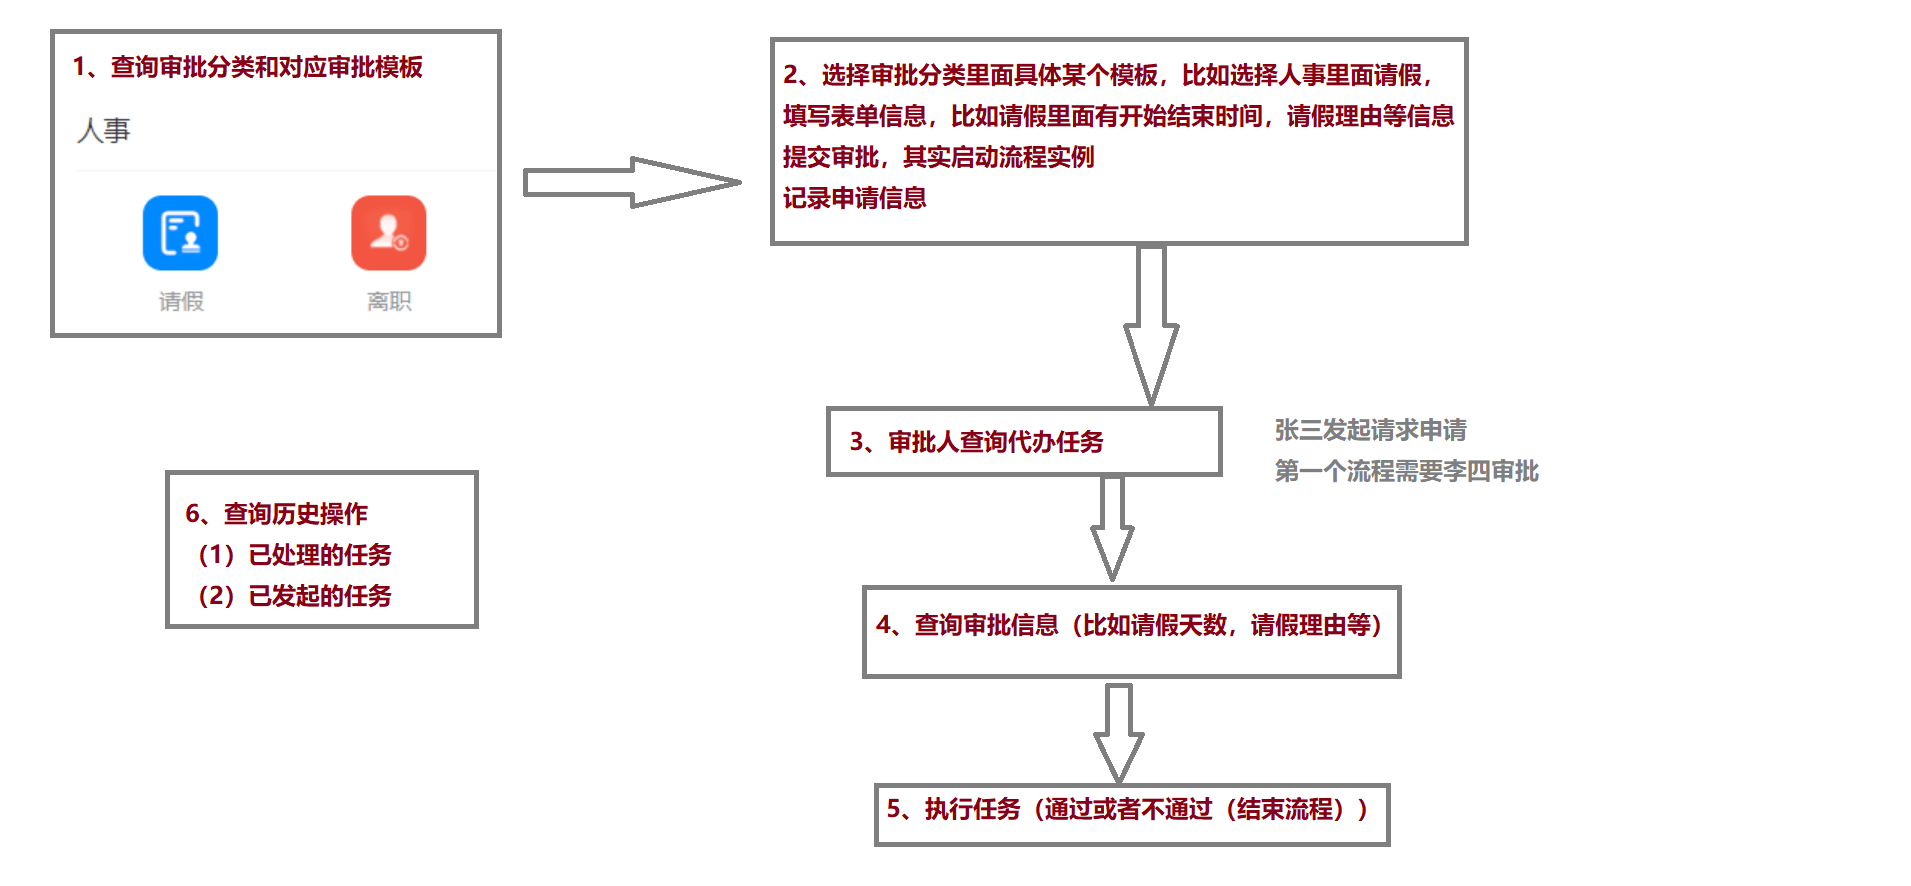 1、查询审批分类和对应审批模板
人事
请假
离职
2、选择审批分类里面具体某个模板，比如选择人事里面请假，
填写表单信息，比如请假里面有开始结束时间，请假理由等信息
提交审批，其实启动流程实例
记录申请信息
3、审批人查询代办任务
张三发起请求申请
第一个流程需要李四审批
4、查询审批信息（比如请假天数，请假理由等）
5、执行任务（通过或者不通过（结束流程））
6、查询历史操作
（1）已处理的任务
（2）已发起的任务